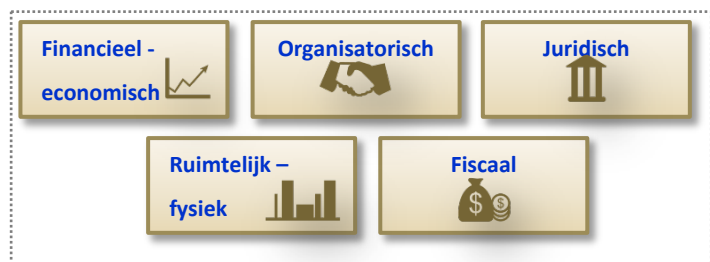 Financieel -
economisch
Organisatorisch
Juridisch
Ruimtelijk –
fysiek
Fiscaal
$
$